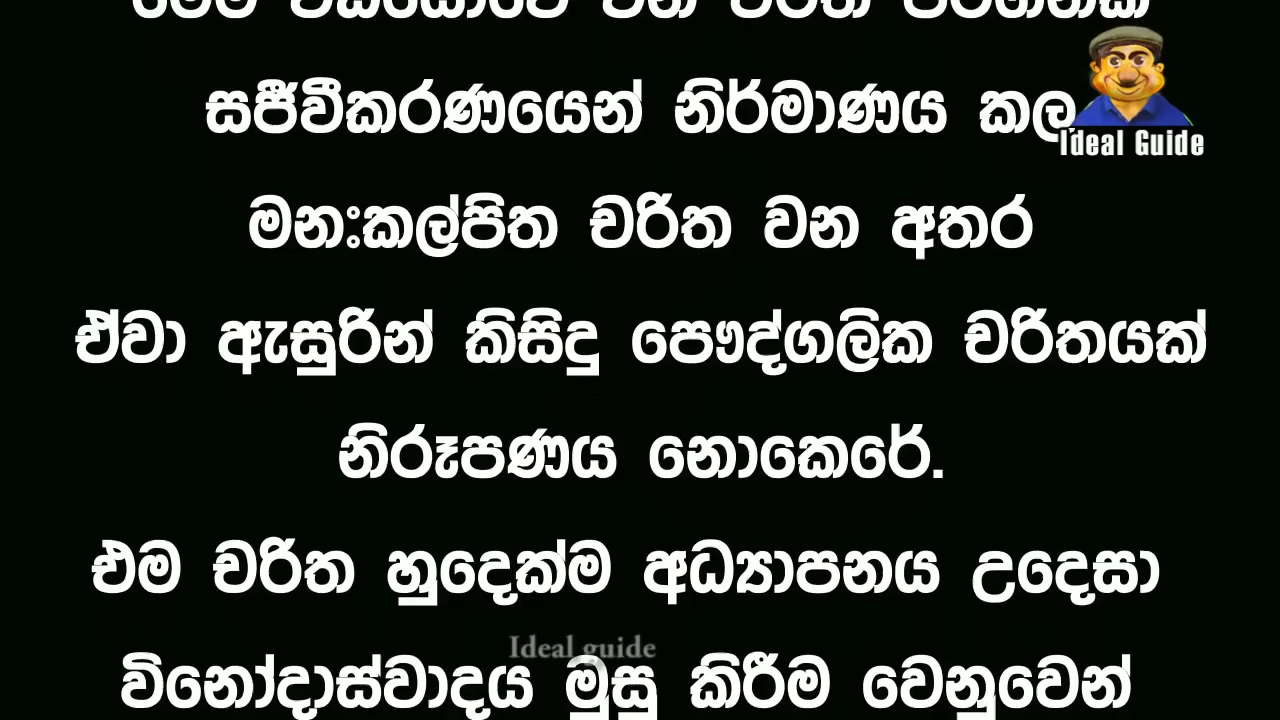 සජීවීකරණයෙන් නිර්මාණය කල
Ideal Guide
මනඃකල්පිත චරිත වන අතර
ඒවා ඇසුරින් කිසිදු පෞද්ගලික චරිතයක්
නිරූපණය නොකෙරේ.
එම චරිත හුදෙක්ම අධ්‍යාපනය උදෙසා
Ideal guide
විනෝදාස්වාදය මුසු කිරීම වෙනුවෙන්